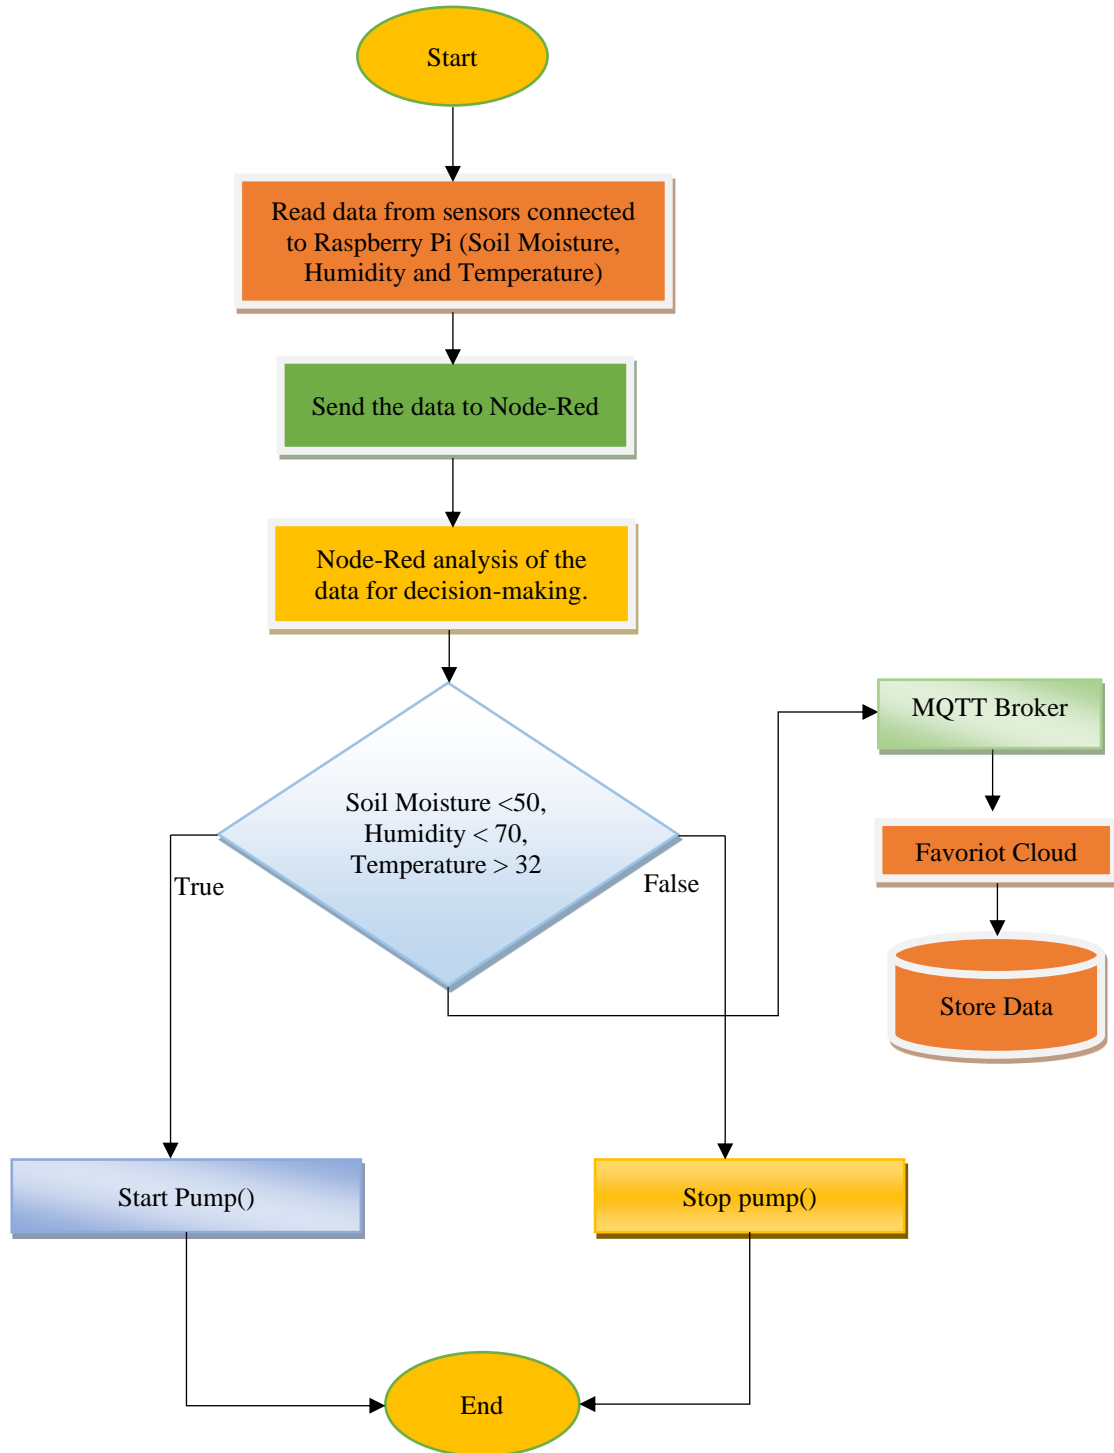 Start
Read data from sensors connected
to Raspberry Pi (Soil Moisture,
Humidity and Temperature)
Send the data to Node-Red
Node-Red analysis of the
data for decision-making.
Soil Moisture <50,
Humidity < 70,
Temperature > 32
True
False
MQTT Broker
Favoriot Cloud
Store Data
Start Pump()
Stop pump()
End